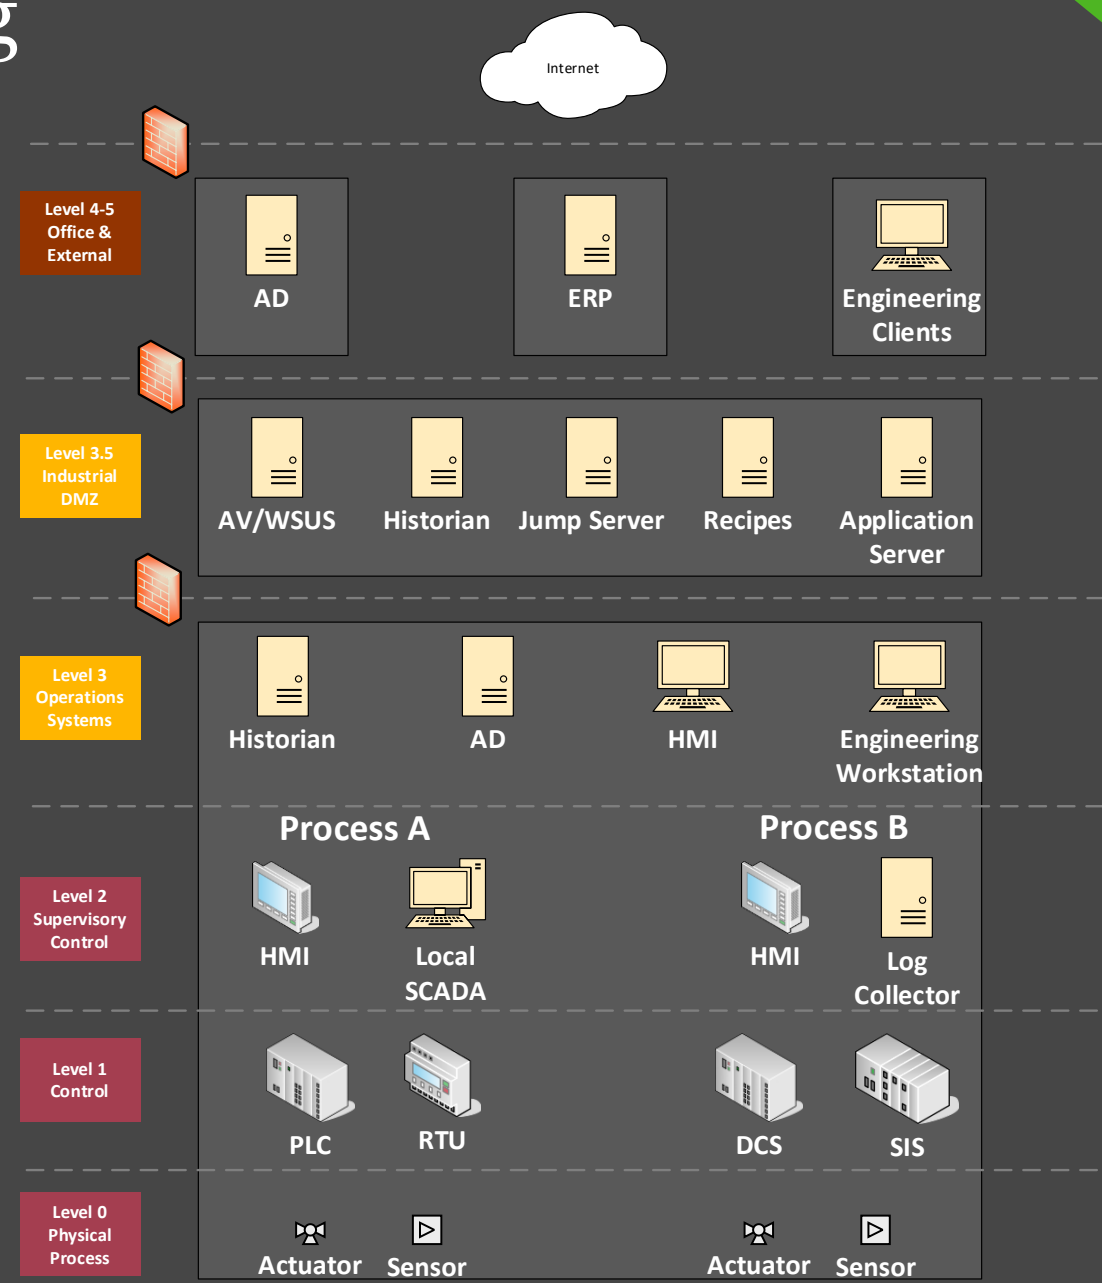 g
Internet
Level 4-5
Office &
External
AD
ERP
Engineering
Clients
Level 3.5
Industrial
DMZ
AV/WSUS
Historian
Jump Server
Recipes
Application
Server
Level 3
Operations
Systems
Historian
AD
HMI
Engineering
Workstation
Process A
Process B
Level 2
Supervisory
Control
HMI
Local
SCADA
HMI
Log
Collector
Level 1
Control
PLC
RTU
DCS
SIS
Level 0
Physical
Process
Actuator
Sensor
Actuator
Sensor